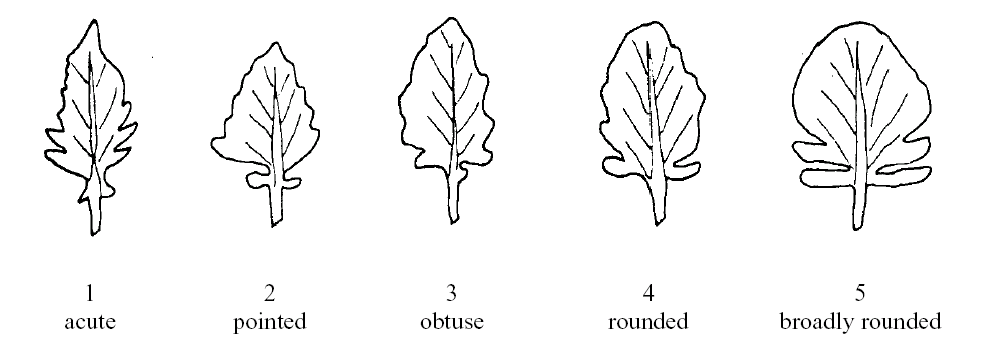 1 2 3 4 5
acute pointed obtuse rounded broadly rounded